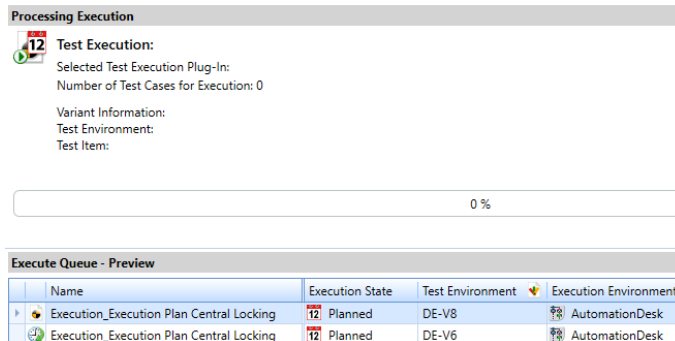 Processing Execution
12
Test Execution:
Selected Test Execution Plug-In:
Number of Test Cases for Execution: 0
Variant Information:
Test Environment:
Test Item:
0 %
Execute Queue - Preview
Name Execution State Test Environment Execution Environment
Execution_Execution Plan Central Locking 12 Planned DE-V8 AutomationDesk
Execution_Execution Plan Central Locking 12 Planned DE-V6 AutomationDesk